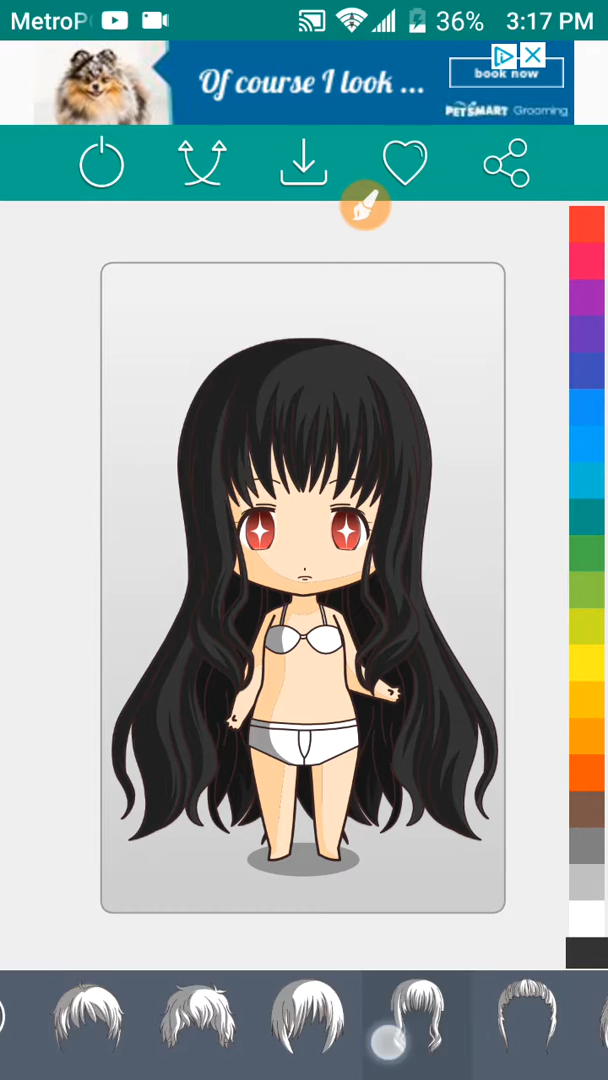 MetroP
36%
3:17 PM
Of course I look ...
book now
PETSMART Grooming